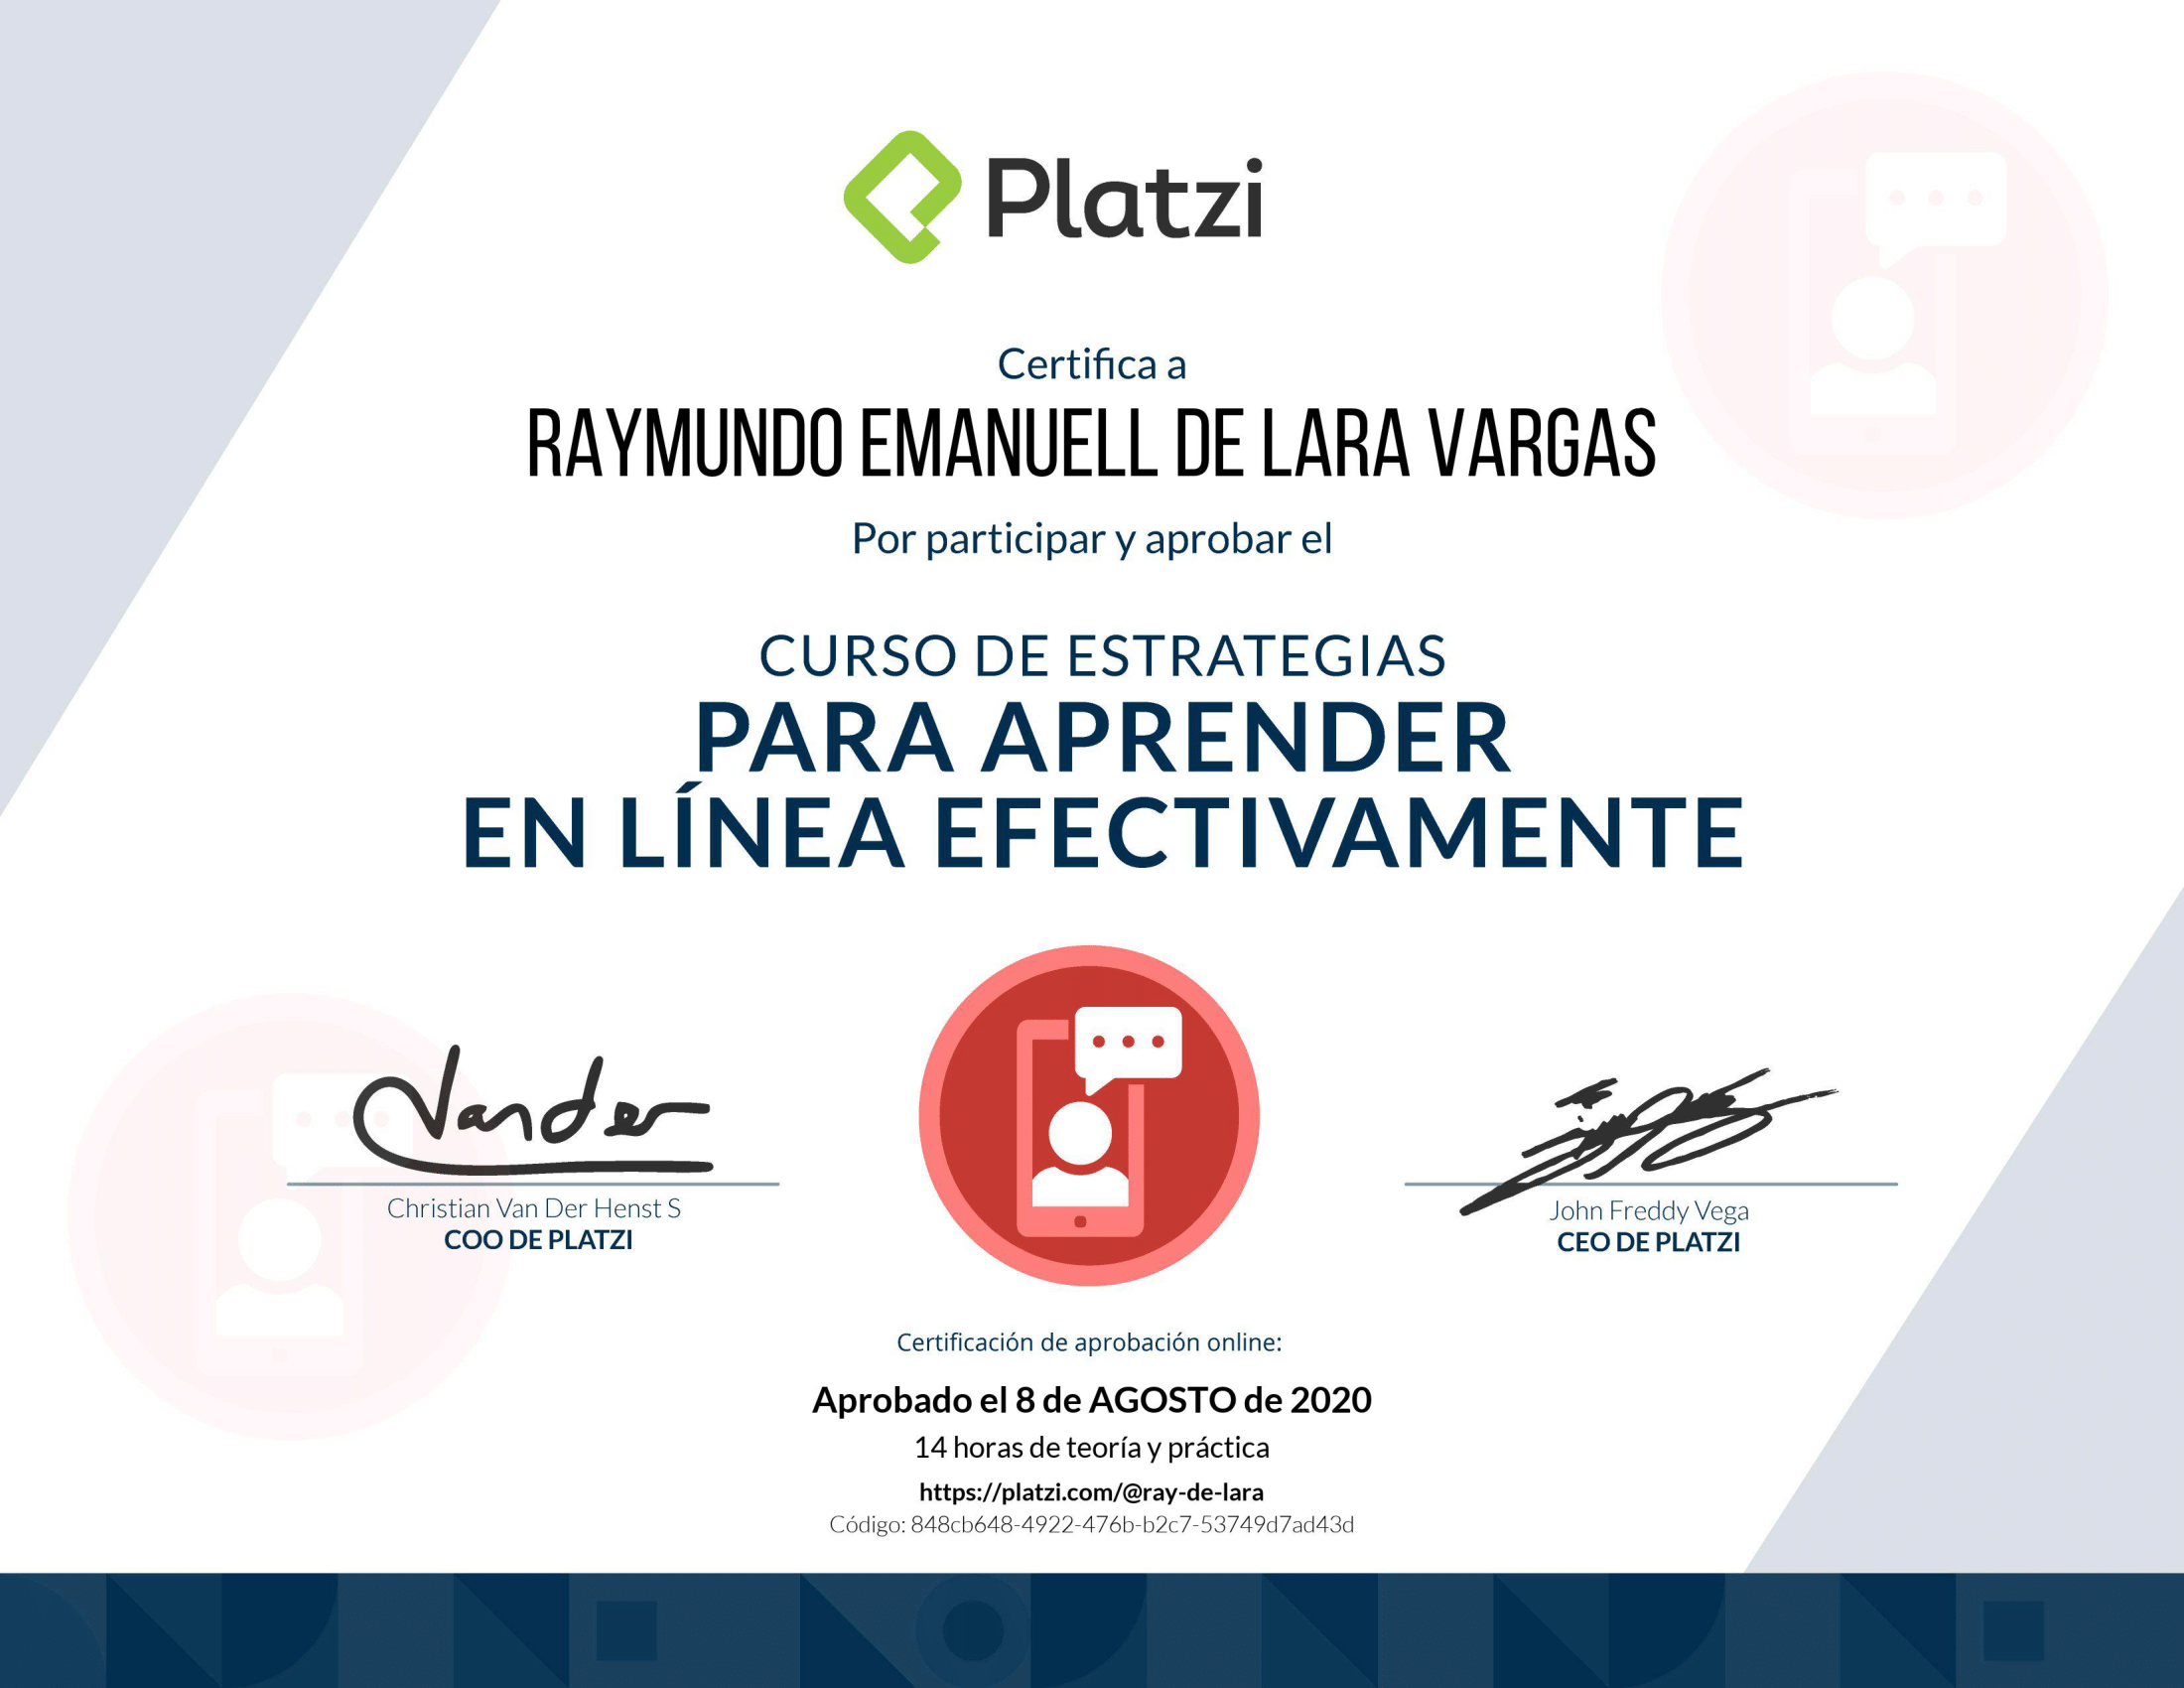 Platzi
Certifica a
RAYMUNDO EMANUELL DE LARA VARGAS
Por participar y aprobar el
CURSO DE ESTRATEGIAS
PARA APRENDER
EN LÍNEA EFECTIVAMENTE
Vander
Christian Van Der Henst S
COO DE PLATZI
John Freddy Vega
CEO DE PLATZI
Certificación de aprobación online:
Aprobado el 8 de AGOSTO de 2020
14 horas de teoría y práctica
https://platzi.com/@ray-de-lara
Código: 848cb648-4922-476b-b2c7-53749d7ad43d